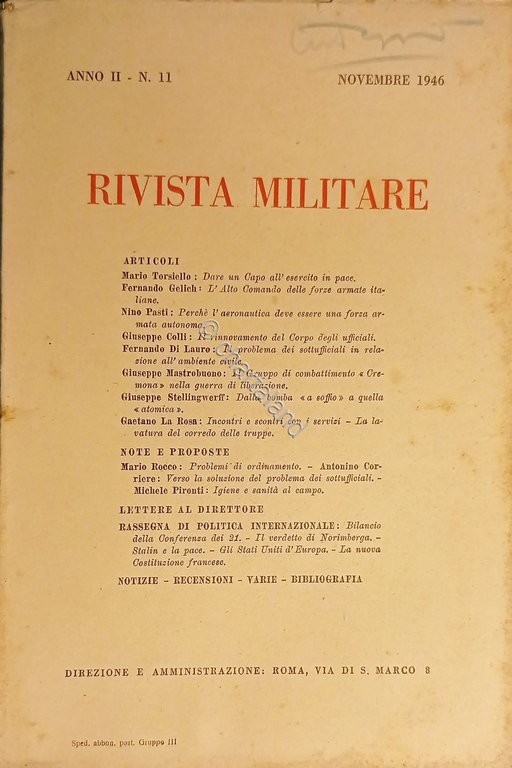 ANNO II - N. 11
NOVEMBRE 1946
RIVISTA MILITARE
ARTICOLI
Mario Torsiello : Dare un Capo all'esercito in pace.
Fernando Gelich : L'Alto Comando delle forze armate ita-
liane.
Nino Pasti : Perchè l'aeronautica deve essere una forza ar-
mata autonoma.
Giuseppe Colli : Il rinnovamento del Corpo degli ufficiali.
Fernando Di Lauro : Il problema dei sottufficiali in rela-
zione all'ambiente civile.
Giuseppe Mastrobuono : Il Gruppo di combattimento « Cre-
mona » nella guerra di liberazione.
Giuseppe Stellingwerff : Dalla bomba « a soffio » a quella
« atomica ».
Gaetano La Rosa : Incontri e scontri con i servizi - La la-
vatura del corredo delle truppe.
NOTE E PROPOSTE
Mario Rocco : Problemi di ordinamento. - Antonino Cor-
riere : Verso la soluzione del problema dei sottufficiali. -
Michele Pironti : Igiene e sanità al campo.
LETTERE AL DIRETTORE
RASSEGNA DI POLITICA INTERNAZIONALE : Bilancio
della Conferenza dei 21. - Il verdetto di Norimberga. -
Stalin e la pace. - Gli Stati Uniti d'Europa. - La nuova
Costituzione francese.
NOTIZIE - RECENSIONI - VARIE - BIBLIOGRAFIA
DIREZIONE E AMMINISTRAZIONE: ROMA, VIA DI S. MARCO 8
Sped. abbon. post. Gruppo III